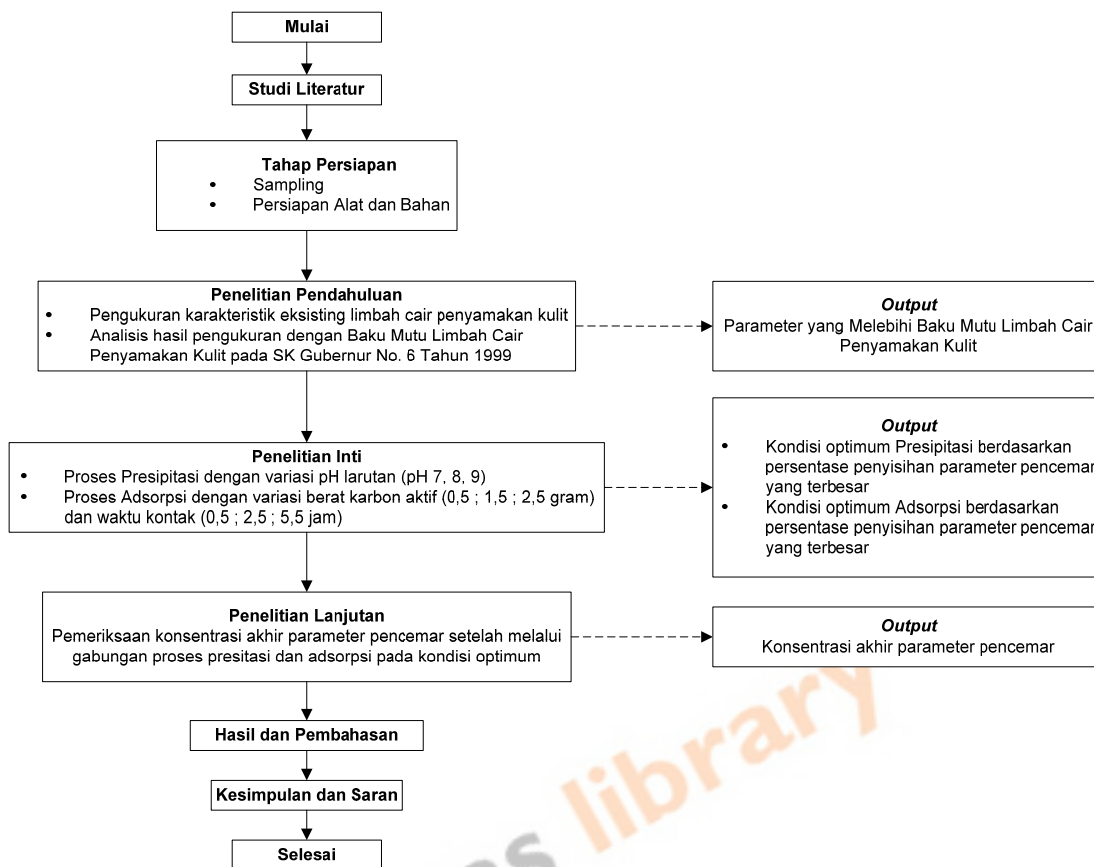 Mulai
Studi Literatur
Tahap Persiapan
• Sampling
• Persiapan Alat dan Bahan
Penelitian Pendahuluan
• Pengukuran karakteristik eksisting limbah cair penyamakan kulit
• Analisis hasil pengukuran dengan Baku Mutu Limbah Cair
Penyamakan Kulit pada SK Gubernur No. 6 Tahun 1999
Output
Parameter yang Melebihi Baku Mutu Limbah Cair
Penyamakan Kulit
Penelitian Inti
• Proses Presipitasi dengan variasi pH larutan (pH 7, 8, 9)
• Proses Adsorpsi dengan variasi berat karbon aktif (0,5 ; 1,5 ; 2,5 gram)
dan waktu kontak (0,5 ; 2,5 ; 5,5 jam)
Output
• Kondisi optimum Presipitasi berdasarkan
persentase penyisihan parameter pencemar
yang terbesar
• Kondisi optimum Adsorpsi berdasarkan
persentase penyisihan parameter pencemar
yang terbesar
Penelitian Lanjutan
Pemeriksaan konsentrasi akhir parameter pencemar setelah melalui
gabungan proses presitasi dan adsorpsi pada kondisi optimum
Output
Konsentrasi akhir parameter pencemar
Hasil dan Pembahasan
Kesimpulan dan Saran
Selesai
library